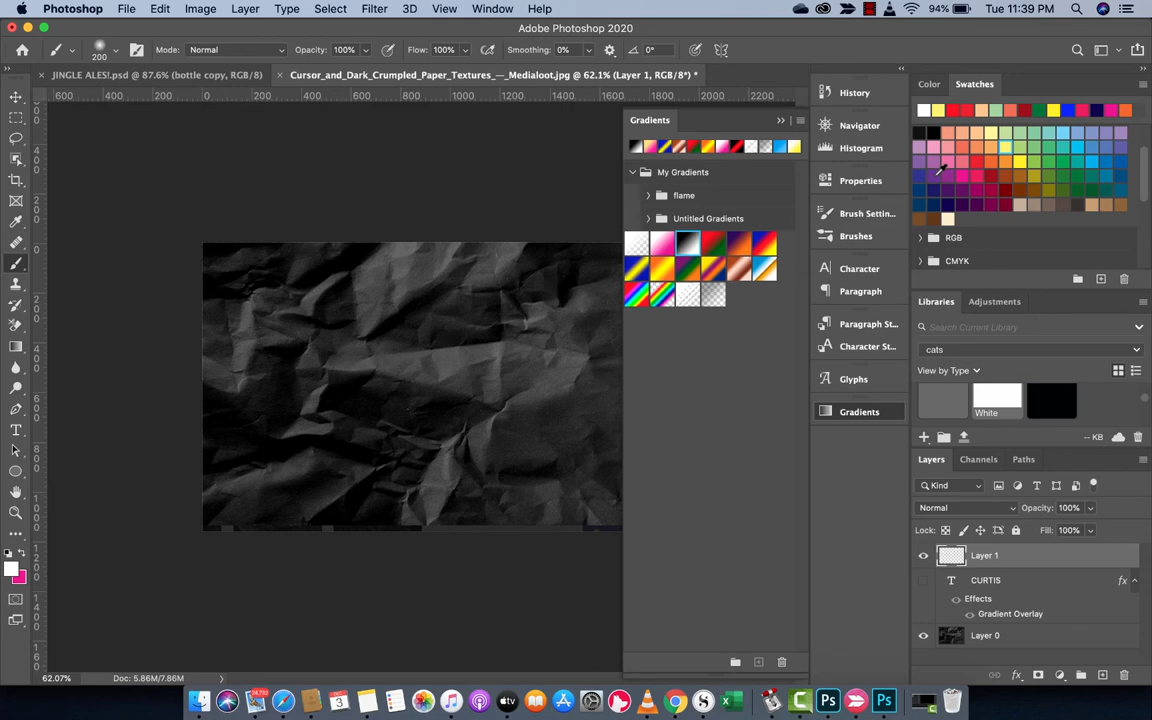 Photoshop File Edit Image Layer Type Select Filter 3D View Window Help 94% Tue 11:39 PM
Adobe Photoshop 2020
200 Mode: Normal Opacity: 100% Flow: 100% Smoothing: 0% 0°
JINGLE ALES!.psd @ 87.6% (bottle copy, RGB/8) Cursor_and_Dark_Crumpled_Paper_Textures_—_Medialoot.jpg @ 62.1% (Layer 1, RGB/8*) *
600 400 200 0 200 400 600 800 1000 1200 1400 1600 1800 2000 2200
Gradients
My Gradients
flame
Untitled Gradients
History
Navigator
Histogram
Properties
Brush Settin...
Brushes
Character
Paragraph
Paragraph St...
Character St...
Glyphs
Gradients
Color Swatches
RGB
CMYK
Libraries Adjustments
Search Current Library
cats
View by Type
White
-- KB
Layers Channels Paths
Kind
Normal Opacity: 100%
Lock: Fill: 100%
Layer 1
T CURTIS fx
Effects
Gradient Overlay
Layer 0
62.07% Doc: 5.86M/7.86M